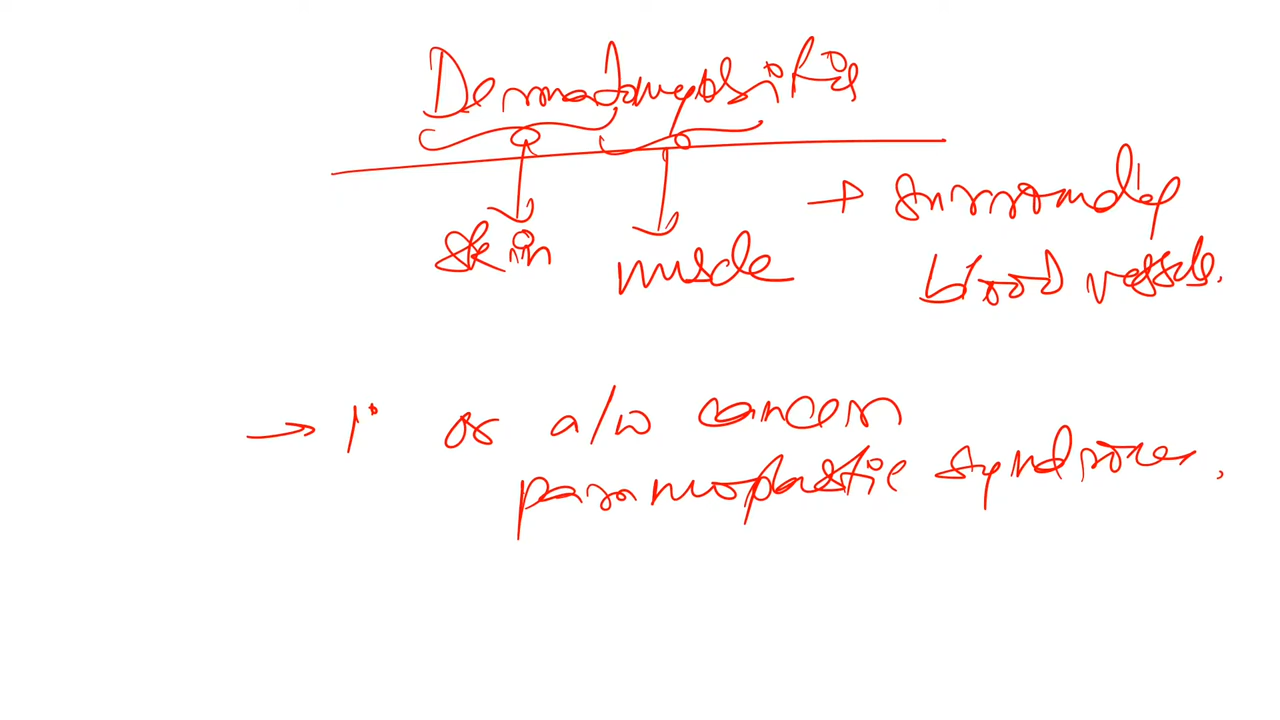 Dermatomyositis
skin muscle → surrounding
blood vessels.
→ 1° or a/w cancer
paraneoplastic syndrome.